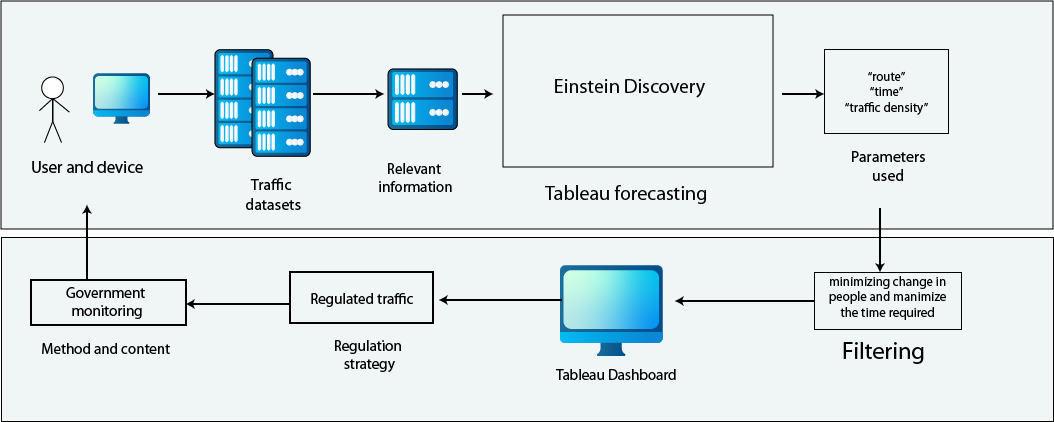 User and device
Traffic
datasets
Relevant
information
Einstein Discovery
Tableau forecasting
“route”
“time”
“traffic density”
Parameters
used
minimizing change in
people and manimize
the time required
Filtering
Tableau Dashboard
Regulated traffic
Regulation
strategy
Government
monitoring
Method and content